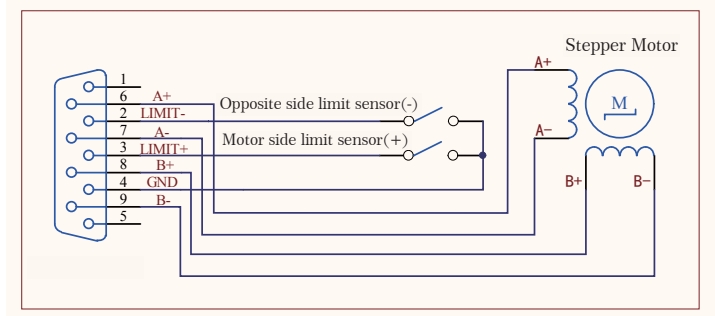 Stepper Motor
A+
1
6 A+
Opposite side limit sensor(-)
2 LIMIT-
M
7 A-
A-
Motor side limit sensor(+)
3 LIMIT+
8 B+
4 GND
B+ B-
9 B-
5